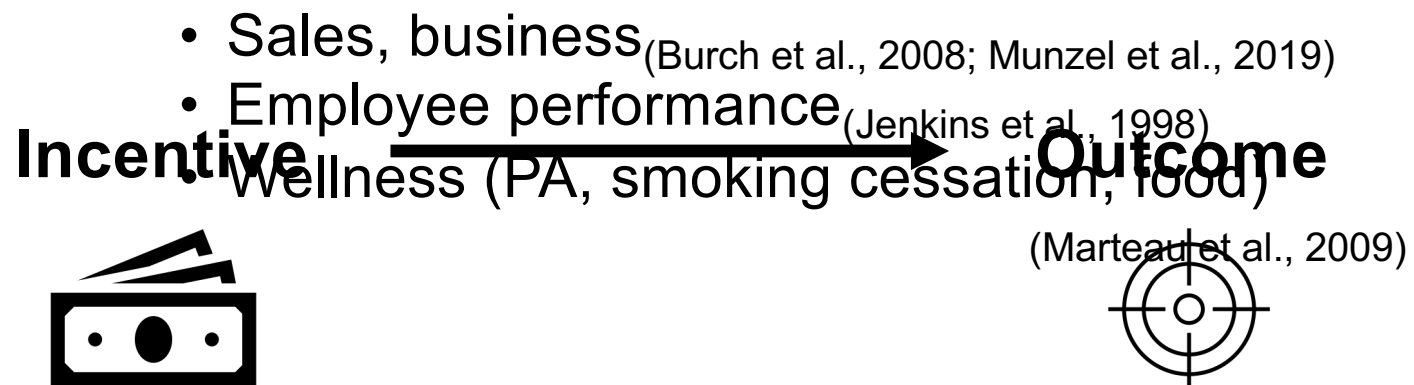 • Sales, business (Burch et al., 2008; Munzel et al., 2019)
• Employee performance (Jenkins et al., 1998)
Incentive
Outcome
• Wellness (PA, smoking cessation, food)
(Marteau et al., 2009)